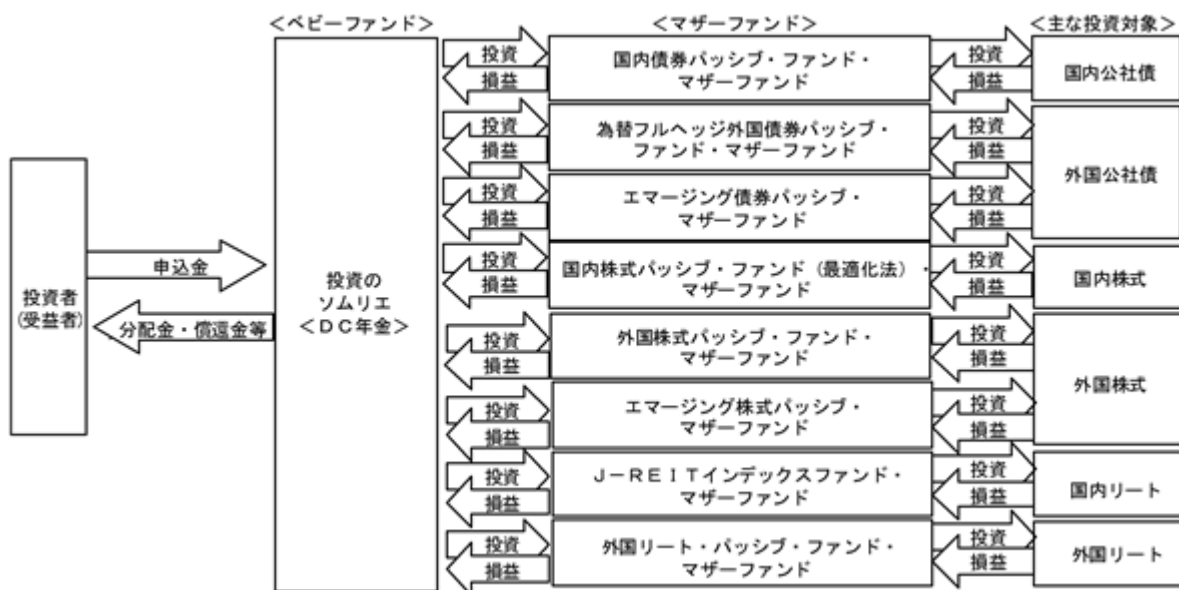 ＜ベビーファンド＞
＜マザーファンド＞
＜主な投資対象＞
投資者
(受益者)
申込金
分配金・償還金等
投資の
ソムリエ
＜ＤＣ年金＞
投資
損益
国内債券パッシブ・ファンド・
マザーファンド
投資
損益
国内公社債
投資
損益
為替フルヘッジ外国債券パッシブ・
ファンド・マザーファンド
投資
損益
外国公社債
投資
損益
エマージング債券パッシブ・
マザーファンド
投資
損益
投資
損益
国内株式パッシブ・ファンド（最適化法）・
マザーファンド
投資
損益
国内株式
投資
損益
外国株式パッシブ・ファンド・
マザーファンド
投資
損益
外国株式
投資
損益
エマージング株式パッシブ・
マザーファンド
投資
損益
投資
損益
Ｊ－ＲＥＩＴインデックスファンド・
マザーファンド
投資
損益
国内リート
投資
損益
外国リート・パッシブ・ファンド・
マザーファンド
投資
損益
外国リート